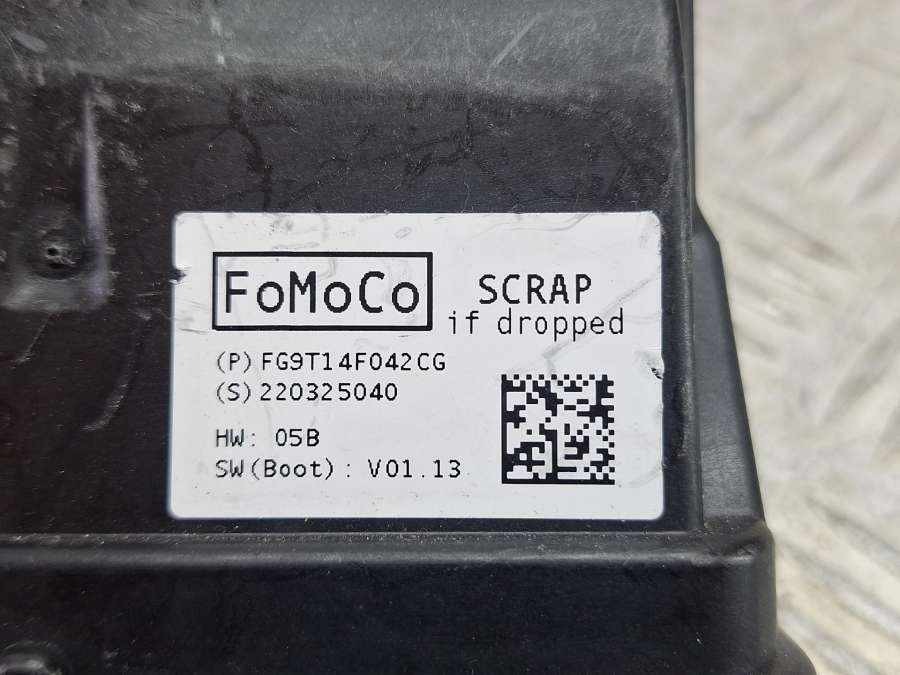 FoMoCo
SCRAP
if dropped
(P) FG9T14F042CG
(S) 220325040
HW: 05B
SW(Boot): V01.13